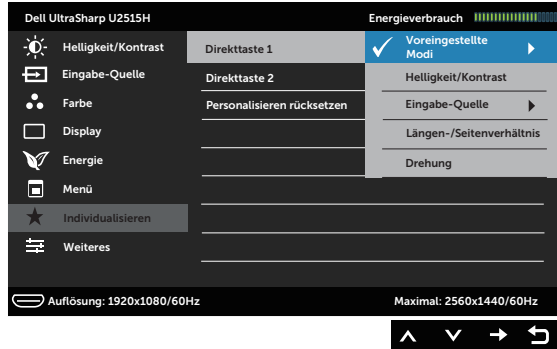 Dell UltraSharp U2515H
Energieverbrauch
Helligkeit/Kontrast
Eingabe-Quelle
Farbe
Display
Energie
Menü
Individualisieren
Weiteres
Direkttaste 1
Direkttaste 2
Personalisieren rücksetzen
Voreingestellte
Modi
Helligkeit/Kontrast
Eingabe-Quelle
Längen-/Seitenverhältnis
Drehung
Auflösung: 1920x1080/60Hz
Maximal: 2560x1440/60Hz